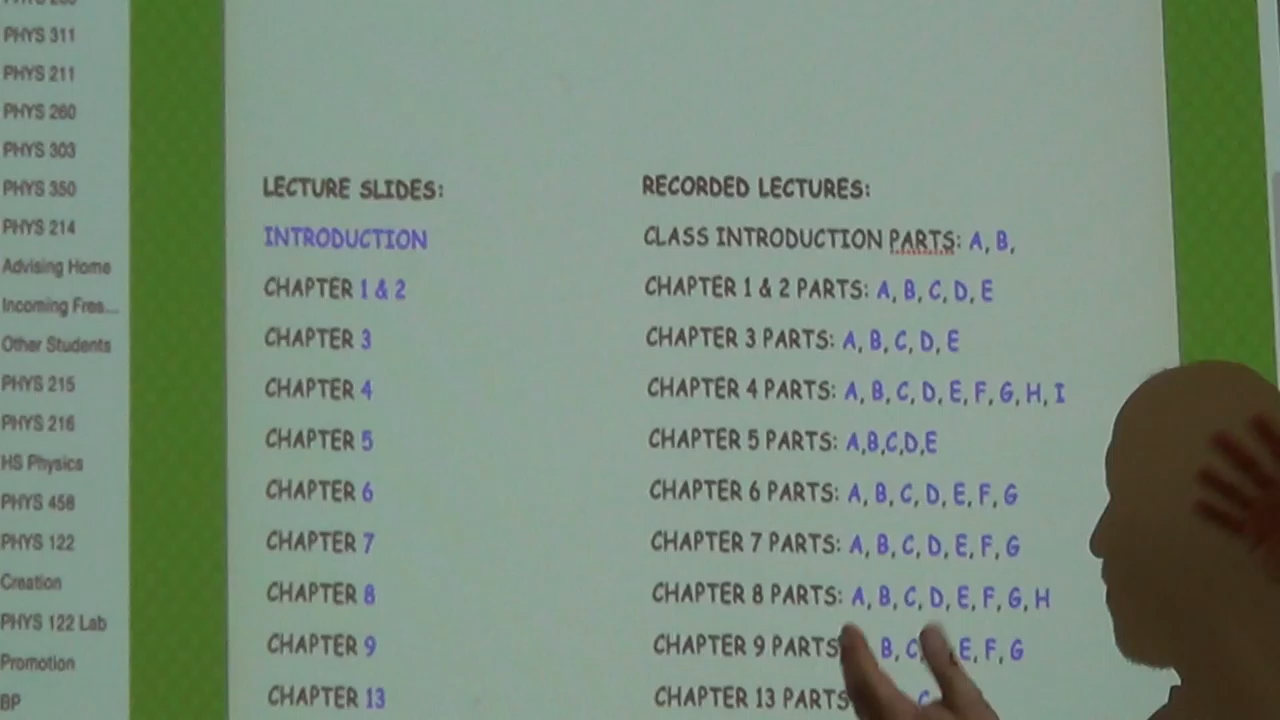 PHYS 311
PHYS 211
PHYS 260
PHYS 303
PHYS 350
PHYS 214
Advising Home
Incoming Fres...
Other Students
PHYS 215
PHYS 216
HS Physics
PHYS 458
PHYS 122
Creation
PHYS 122 Lab
Promotion
BP
LECTURE SLIDES:
INTRODUCTION
CHAPTER 1 & 2
CHAPTER 3
CHAPTER 4
CHAPTER 5
CHAPTER 6
CHAPTER 7
CHAPTER 8
CHAPTER 9
CHAPTER 13
RECORDED LECTURES:
CLASS INTRODUCTION PARTS: A, B,
CHAPTER 1 & 2 PARTS: A, B, C, D, E
CHAPTER 3 PARTS: A, B, C, D, E
CHAPTER 4 PARTS: A, B, C, D, E, F, G, H, I
CHAPTER 5 PARTS: A,B,C,D,E
CHAPTER 6 PARTS: A, B, C, D, E, F, G
CHAPTER 7 PARTS: A, B, C, D, E, F, G
CHAPTER 8 PARTS: A, B, C, D, E, F, G, H
CHAPTER 9 PARTS B, C, E, F, G
CHAPTER 13 PARTS C